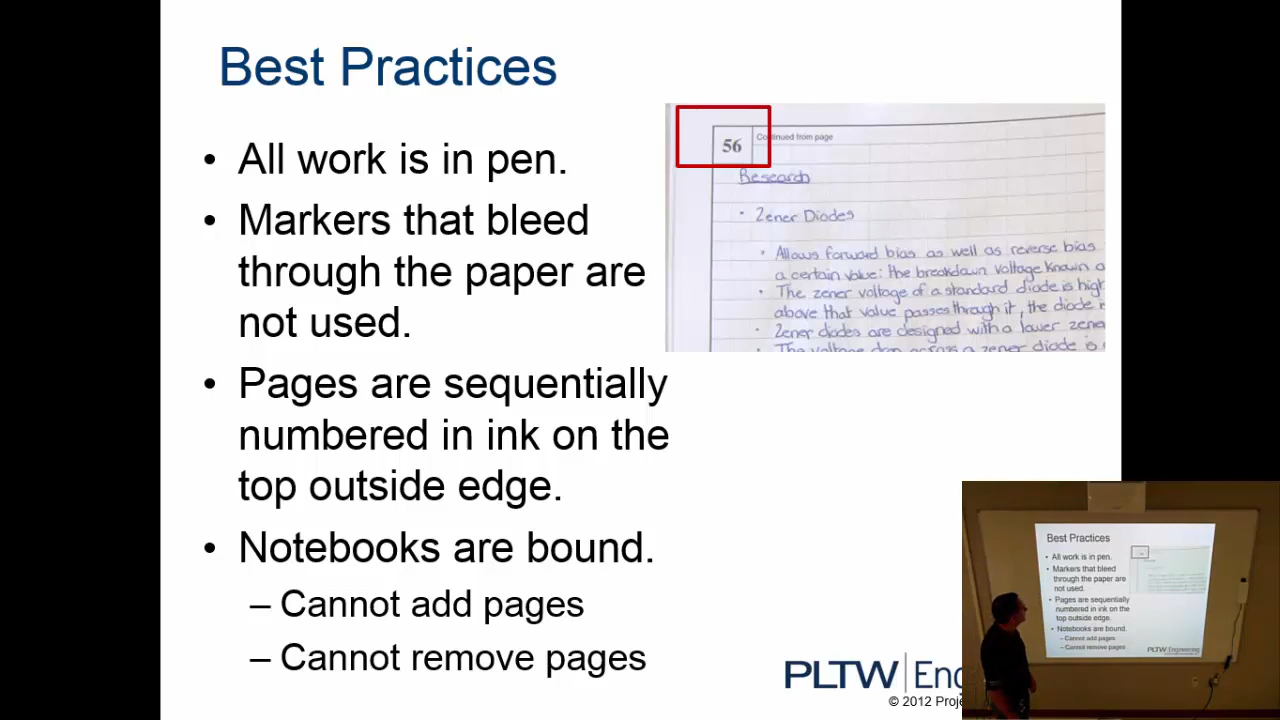 Best Practices
• All work is in pen.
• Markers that bleed
through the paper are
not used.
• Pages are sequentially
numbered in ink on the
top outside edge.
• Notebooks are bound.
– Cannot add pages
– Cannot remove pages
56 Continued from page
Research
• Zener Diodes
• Allows forward bias as well as reverse bias
a certain value: the breakdown voltage known
• The zener voltage of a standard diode is high
above that value passes through it, the diode
• Zener diodes are designed with a lower zene
• The voltage drop across a zener diode is
PLTW Eng
© 2012 Proje
Best Practices
• All work is in pen.
• Markers that bleed
through the paper are
not used.
• Pages are sequentially
numbered in ink on the
top outside edge.
• Notebooks are bound.
– Cannot add pages
– Cannot remove pages
PLTW Engineering